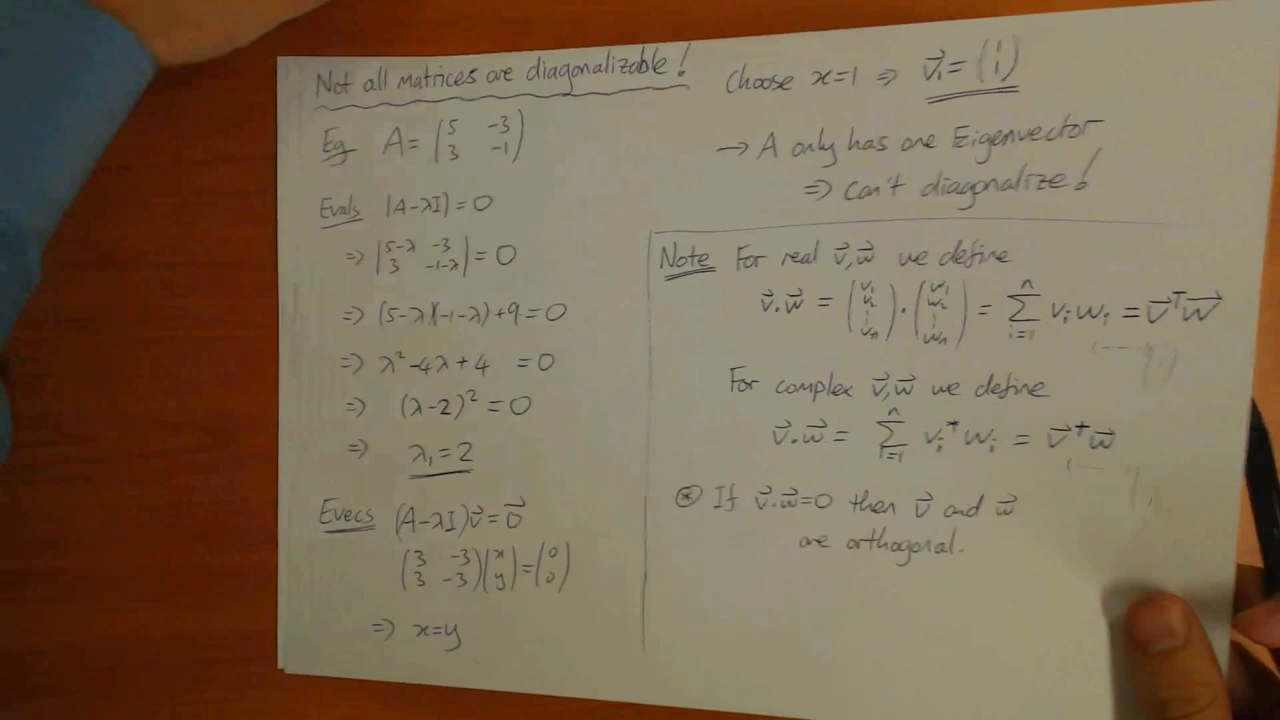 Not all matrices are diagonalizable!
Eg A = (5 -3
3 -1)
Evals |A-λI| = 0
⇒ |5-λ -3
3 -1-λ| = 0
⇒ (5-λ)(-1-λ)+9 = 0
⇒ λ²-4λ+4 = 0
⇒ (λ-2)² = 0
⇒ λ₁ = 2
Evecs (A-λI)v⃗ = 0⃗
(3 -3
3 -3)(x
y) = (0
0)
⇒ x=y
Choose x=1 ⇒ v⃗₁ = (1
1)
→ A only has one Eigenvector
⇒ can't diagonalize!
Note For real v⃗,w⃗ we define
v⃗.w⃗ = (v₁
v₂
⋮
vₙ) . (w₁
w₂
⋮
wₙ) = Σⁿᵢ₌₁ vᵢwᵢ = v⃗ᵀw⃗
For complex v⃗,w⃗ we define
v⃗.w⃗ = Σⁿᵢ₌₁ vᵢ*wᵢ = v⃗†w⃗
⊛ If v⃗.w⃗=0 then v⃗ and w⃗
are orthogonal.